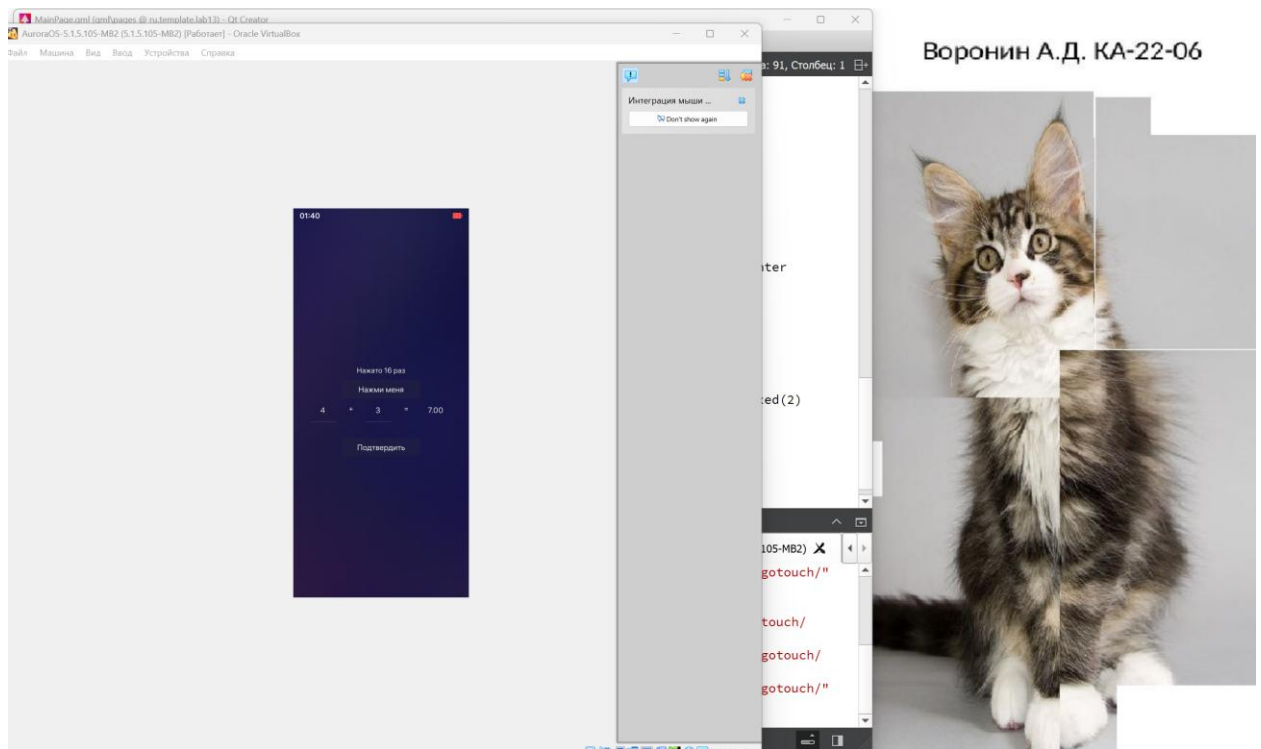 MainPage.qml (qml\pages @ ru.template.lab13) - Qt Creator
AuroraOS-5.1.5.105-MB2 (5.1.5.105-MB2) [Работает] - Oracle VirtualBox
Файл Машина Вид Ввод Устройства Справка
а: 91, Столбец: 1
Воронин А.Д. КА-22-06
Интеграция мыши ...
Don't show again
01:40
nter
Нажато 16 раз
Нажми меня
4 + 3 = 7.00
ted(2)
Подтвердить
105-MB2)
gotouch/"
touch/
gotouch/
gotouch/"